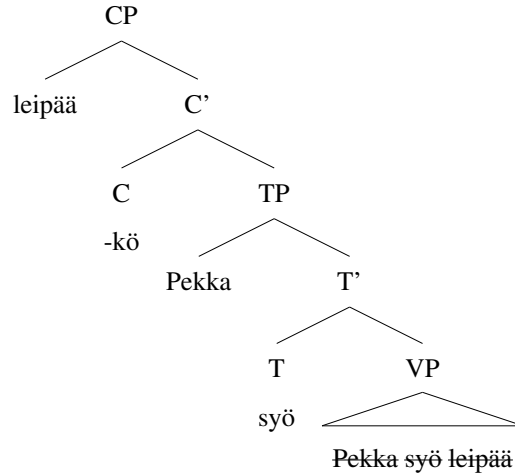 CP
leipää C’
C TP
-kö
Pekka T’
T VP
syö
Pekka syö leipää